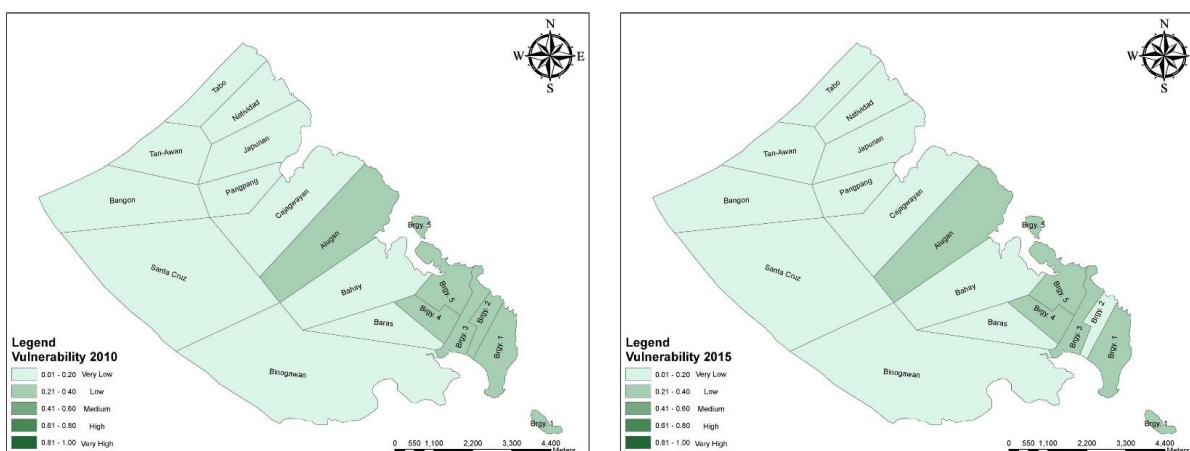 N
W E
S
Tabo
Natividad
Tan-Awan
Japunan
Pangpang
Bangon
Cajagwayan
Alugan
Brgy. 5
Santa Cruz
Bahay
Brgy. 5
Brgy. 2
Brgy. 4
Baras
Brgy. 3
Brgy. 1
Binogawan
Brgy. 1
Legend
Vulnerability 2010
0.01 - 0.20 Very Low
0.21 - 0.40 Low
0.41 - 0.60 Medium
0.61 - 0.80 High
0.81 - 1.00 Very High
0 550 1,100 2,200 3,300 4,400
Meters
N
W E
S
Tabo
Natividad
Tan-Awan
Japunan
Pangpang
Bangon
Cajagwayan
Alugan
Brgy. 5
Santa Cruz
Bahay
Brgy. 5
Brgy. 2
Brgy. 4
Baras
Brgy. 3
Brgy. 1
Binogawan
Brgy. 1
Legend
Vulnerability 2015
0.01 - 0.20 Very Low
0.21 - 0.40 Low
0.41 - 0.60 Medium
0.61 - 0.80 High
0.81 - 1.00 Very High
0 550 1,100 2,200 3,300 4,400
Meters